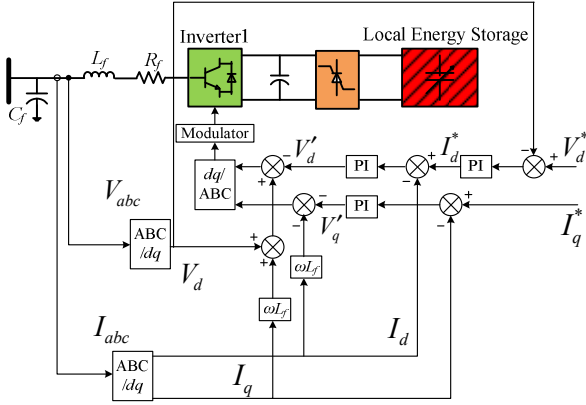 Inverter1
Local Energy Storage
L_f
R_f
C_f
Modulator
V'_d
I*_d
V*_d
dq/
ABC
PI
PI
PI
V_abc
V'_q
I*_q
ABC
/dq
V_d
ωL_f
ωL_f
I_abc
I_d
ABC
/dq
I_q